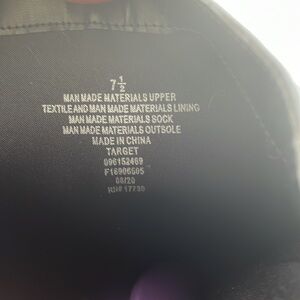 7 1/2
MAN MADE MATERIALS UPPER
TEXTILE AND MAN MADE MATERIALS LINING
MAN MADE MATERIALS SOCK
MAN MADE MATERIALS OUTSOLE
MADE IN CHINA
TARGET
096152469
F16906505
08/20
RN# 17730